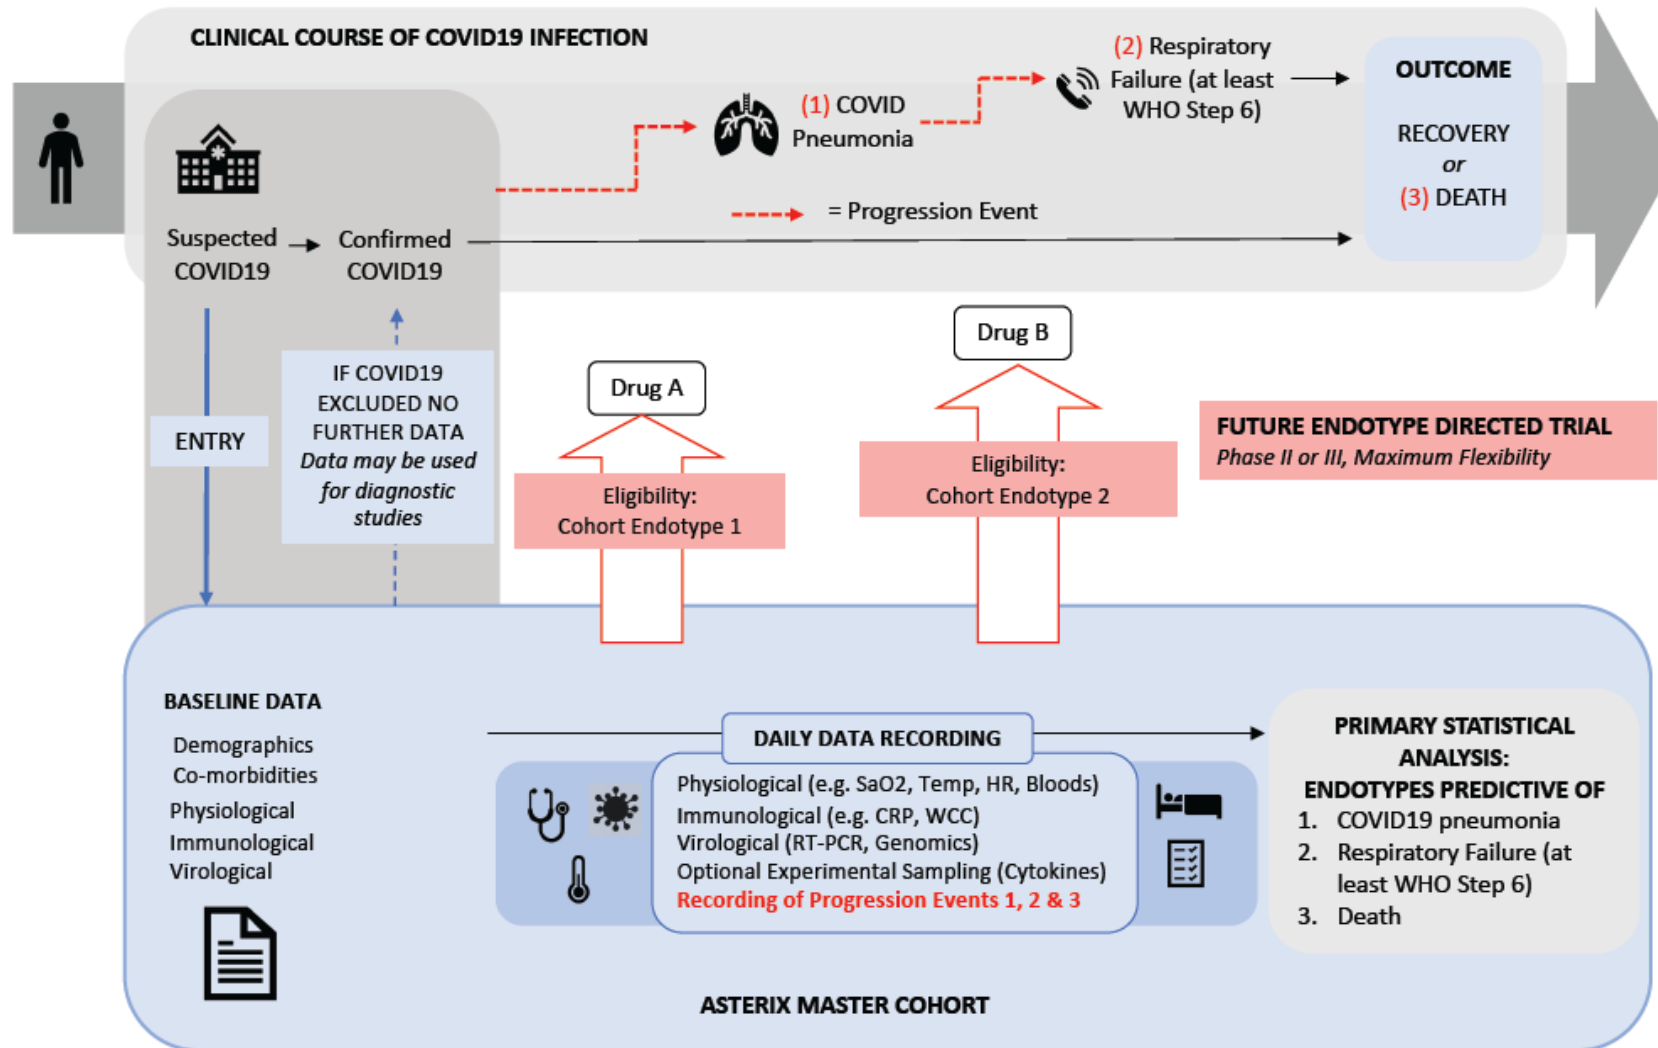 CLINICAL COURSE OF COVID19 INFECTION
(2) Respiratory
Failure (at least
WHO Step 6)
OUTCOME
RECOVERY
or
(3) DEATH
(1) COVID
Pneumonia
= Progression Event
Suspected
COVID19
Confirmed
COVID19
ENTRY
IF COVID19
EXCLUDED NO
FURTHER DATA
Data may be used
for diagnostic
studies
Drug A
Eligibility:
Cohort Endotype 1
Drug B
Eligibility:
Cohort Endotype 2
FUTURE ENDOTYPE DIRECTED TRIAL
Phase II or III, Maximum Flexibility
BASELINE DATA
Demographics
Co-morbidities
Physiological
Immunological
Virological
DAILY DATA RECORDING
Physiological (e.g. SaO2, Temp, HR, Bloods)
Immunological (e.g. CRP, WCC)
Virological (RT-PCR, Genomics)
Optional Experimental Sampling (Cytokines)
Recording of Progression Events 1, 2 & 3
PRIMARY STATISTICAL
ANALYSIS:
ENDOTYPES PREDICTIVE OF
1. COVID19 pneumonia
2. Respiratory Failure (at
least WHO Step 6)
3. Death
ASTERIX MASTER COHORT